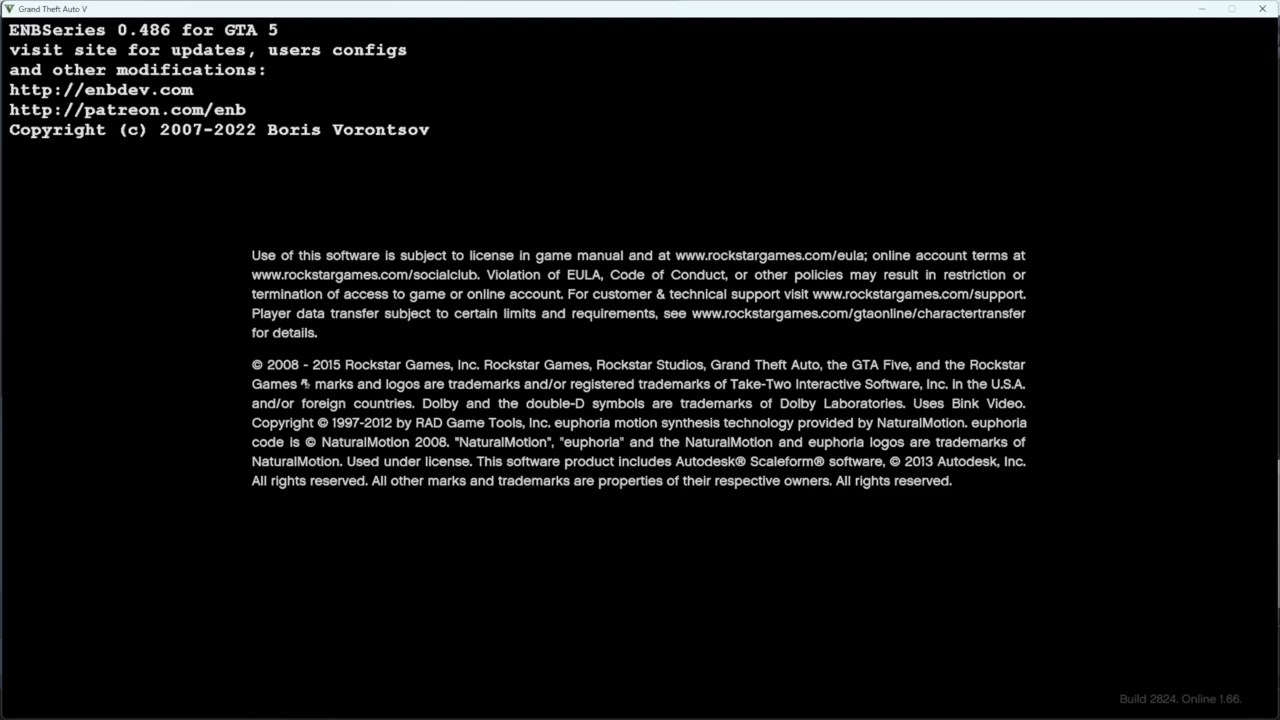 Grand Theft Auto V
ENBSeries 0.486 for GTA 5
visit site for updates, users configs
and other modifications:
http://enbdev.com
http://patreon.com/enb
Copyright (c) 2007-2022 Boris Vorontsov
Use of this software is subject to license in game manual and at www.rockstargames.com/eula; online account terms at
www.rockstargames.com/socialclub. Violation of EULA, Code of Conduct, or other policies may result in restriction or
termination of access to game or online account. For customer & technical support visit www.rockstargames.com/support.
Player data transfer subject to certain limits and requirements, see www.rockstargames.com/gtaonline/charactertransfer
for details.
© 2008 - 2015 Rockstar Games, Inc. Rockstar Games, Rockstar Studios, Grand Theft Auto, the GTA Five, and the Rockstar
Games marks and logos are trademarks and/or registered trademarks of Take-Two Interactive Software, Inc. in the U.S.A.
and/or foreign countries. Dolby and the double-D symbols are trademarks of Dolby Laboratories. Uses Bink Video.
Copyright © 1997-2012 by RAD Game Tools, Inc. euphoria motion synthesis technology provided by NaturalMotion. euphoria
code is © NaturalMotion 2008. "NaturalMotion", "euphoria" and the NaturalMotion and euphoria logos are trademarks of
NaturalMotion. Used under license. This software product includes Autodesk® Scaleform® software, © 2013 Autodesk, Inc.
All rights reserved. All other marks and trademarks are properties of their respective owners. All rights reserved.
Build 2824, Online 1.66.